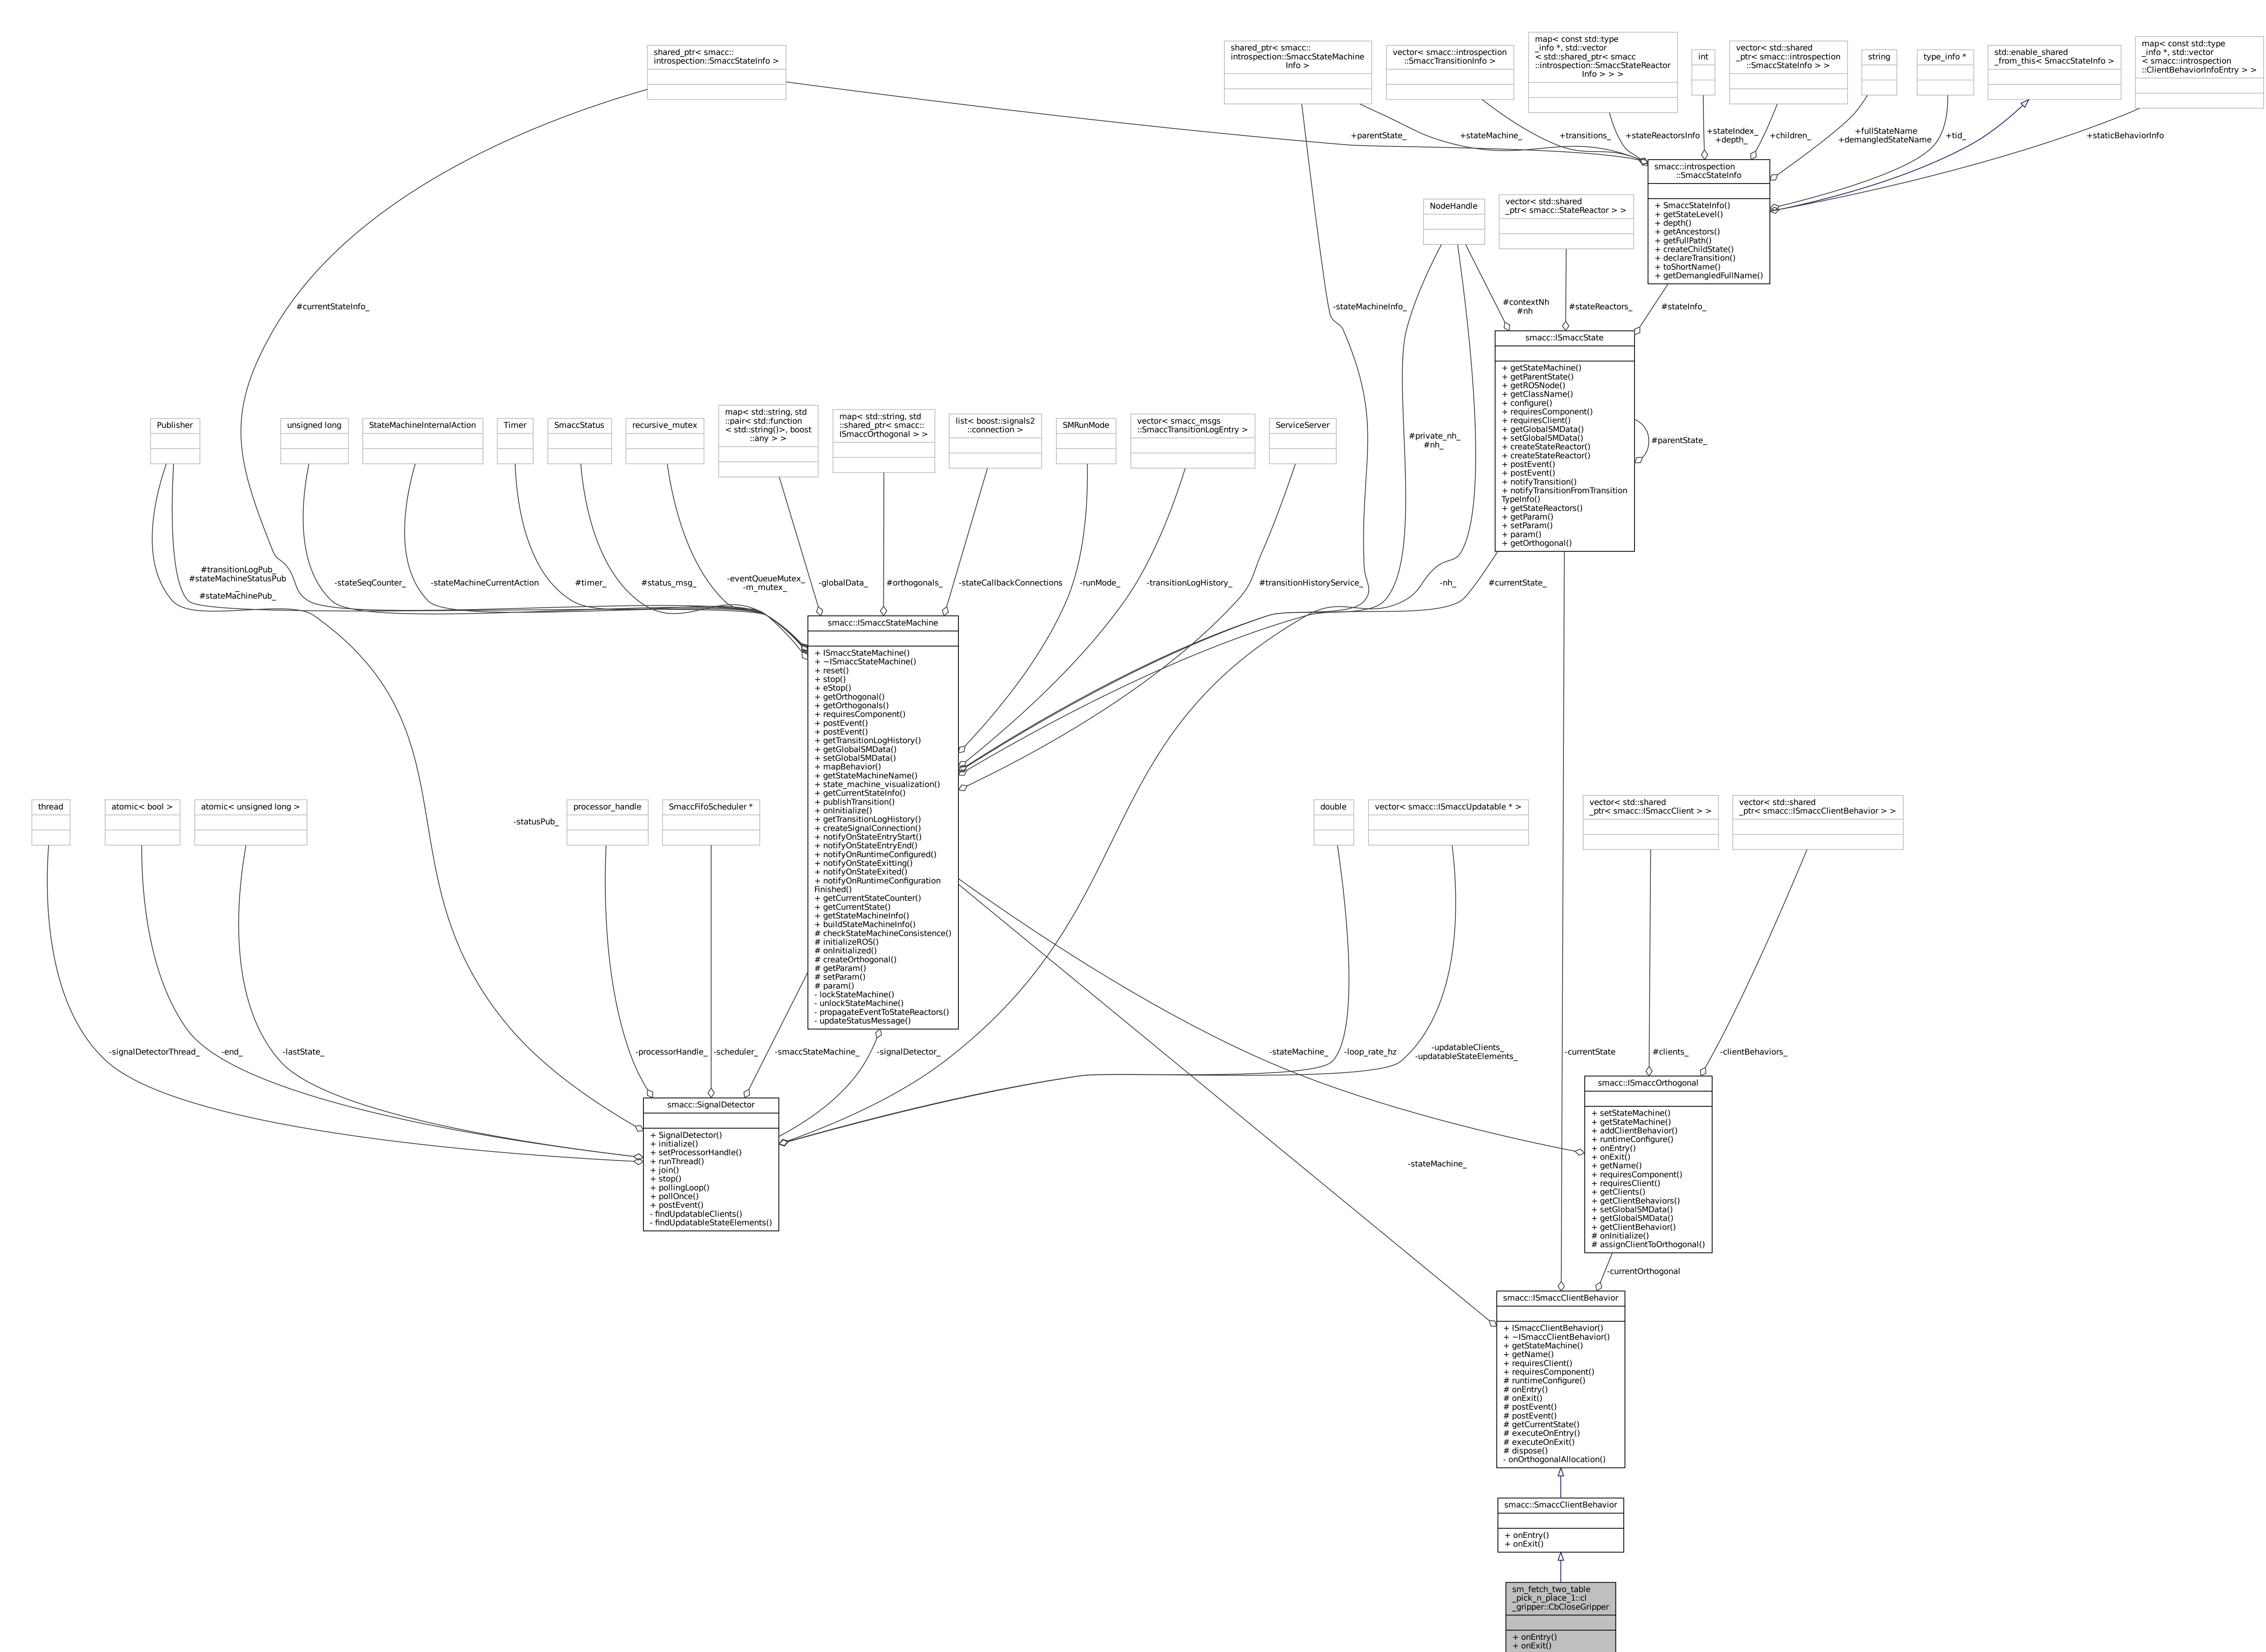 shared_ptr< smacc::
introspection::SmaccStateInfo >
shared_ptr< smacc::
introspection::SmaccStateMachine
Info >
vector< smacc::introspection
::SmaccTransitionInfo >
map< const std::type
_info *, std::vector
< std::shared_ptr< smacc
::introspection::SmaccStateReactor
Info > > >
int
vector< std::shared
_ptr< smacc::introspection
::SmaccStateInfo > >
string
type_info *
std::enable_shared
_from_this< SmaccStateInfo >
map< const std::type
_info *, std::vector
< smacc::introspection
::ClientBehaviorInfoEntry > >
+parentState_
+stateMachine_
+transitions_
+stateReactorsInfo
+stateIndex_
+depth_
+children_
+fullStateName
+demangledStateName
+tid_
+staticBehaviorInfo
smacc::introspection
::SmaccStateInfo
+ SmaccStateInfo()
+ getStateLevel()
+ depth()
+ getAncestors()
+ getFullPath()
+ createChildState()
+ declareTransition()
+ toShortName()
+ getDemangledFullName()
NodeHandle
vector< std::shared
_ptr< smacc::StateReactor > >
#currentStateInfo_
-stateMachineInfo_
#contextNh
#nh
#stateReactors_
#stateInfo_
smacc::ISmaccState
+ getStateMachine()
+ getParentState()
+ getROSNode()
+ getClassName()
+ configure()
+ requiresComponent()
+ requiresClient()
+ getGlobalSMData()
+ setGlobalSMData()
+ createStateReactor()
+ createStateReactor()
+ postEvent()
+ postEvent()
+ notifyTransition()
+ notifyTransitionFromTransition
TypeInfo()
+ getStateReactors()
+ getParam()
+ setParam()
+ param()
+ getOrthogonal()
#parentState_
#private_nh_
#nh_
Publisher
unsigned long
StateMachineInternalAction
Timer
SmaccStatus
recursive_mutex
map< std::string, std
::pair< std::function
< std::string()>, boost
::any > >
map< std::string, std
::shared_ptr< smacc::
ISmaccOrthogonal > >
list< boost::signals2
::connection >
SMRunMode
vector< smacc_msgs
::SmaccTransitionLogEntry >
ServiceServer
#transitionLogPub_
#stateMachineStatusPub
_
#stateMachinePub_
-stateSeqCounter_
-stateMachineCurrentAction
#timer_
#status_msg_
-eventQueueMutex_
-m_mutex_
-globalData_
#orthogonals_
-stateCallbackConnections
-runMode_
-transitionLogHistory_
#transitionHistoryService_
-nh_
#currentState_
smacc::ISmaccStateMachine
+ ISmaccStateMachine()
+ ~ISmaccStateMachine()
+ reset()
+ stop()
+ eStop()
+ getOrthogonal()
+ getOrthogonals()
+ requiresComponent()
+ postEvent()
+ postEvent()
+ getTransitionLogHistory()
+ getGlobalSMData()
+ setGlobalSMData()
+ mapBehavior()
+ getStateMachineName()
+ state_machine_visualization()
+ getCurrentStateInfo()
+ publishTransition()
+ onInitialize()
+ getTransitionLogHistory()
+ createSignalConnection()
+ notifyOnStateEntryStart()
+ notifyOnStateEntryEnd()
+ notifyOnRuntimeConfigured()
+ notifyOnStateExitting()
+ notifyOnStateExited()
+ notifyOnRuntimeConfiguration
Finished()
+ getCurrentStateCounter()
+ getCurrentState()
+ getStateMachineInfo()
+ buildStateMachineInfo()
# checkStateMachineConsistence()
# initializeROS()
# onInitialized()
# createOrthogonal()
# getParam()
# setParam()
# param()
- lockStateMachine()
- unlockStateMachine()
- propagateEventToStateReactors()
- updateStatusMessage()
thread
atomic< bool >
atomic< unsigned long >
-statusPub_
processor_handle
SmaccFifoScheduler *
double
vector< smacc::ISmaccUpdatable * >
vector< std::shared
_ptr< smacc::ISmaccClient > >
vector< std::shared
_ptr< smacc::ISmaccClientBehavior > >
-signalDetectorThread_
-end_
-lastState_
-processorHandle_
-scheduler_
-smaccStateMachine_
-signalDetector_
-stateMachine_
-loop_rate_hz
-updatableClients_
-updatableStateElements_
-currentState
#clients_
-clientBehaviors_
smacc::SignalDetector
+ SignalDetector()
+ initialize()
+ setProcessorHandle()
+ runThread()
+ join()
+ stop()
+ pollingLoop()
+ pollOnce()
+ postEvent()
- findUpdatableClients()
- findUpdatableStateElements()
smacc::ISmaccOrthogonal
+ setStateMachine()
+ getStateMachine()
+ addClientBehavior()
+ runtimeConfigure()
+ onEntry()
+ onExit()
+ getName()
+ requiresComponent()
+ requiresClient()
+ getClients()
+ getClientBehaviors()
+ setGlobalSMData()
+ getGlobalSMData()
+ getClientBehavior()
# onInitialize()
# assignClientToOrthogonal()
-stateMachine_
-currentOrthogonal
smacc::ISmaccClientBehavior
+ ISmaccClientBehavior()
+ ~ISmaccClientBehavior()
+ getStateMachine()
+ getName()
+ requiresClient()
+ requiresComponent()
# runtimeConfigure()
# onEntry()
# onExit()
# postEvent()
# postEvent()
# getCurrentState()
# executeOnEntry()
# executeOnExit()
# dispose()
- onOrthogonalAllocation()
smacc::SmaccClientBehavior
+ onEntry()
+ onExit()
sm_fetch_two_table
_pick_n_place_1::cl
_gripper::CbCloseGripper
+ onEntry()
+ onExit()